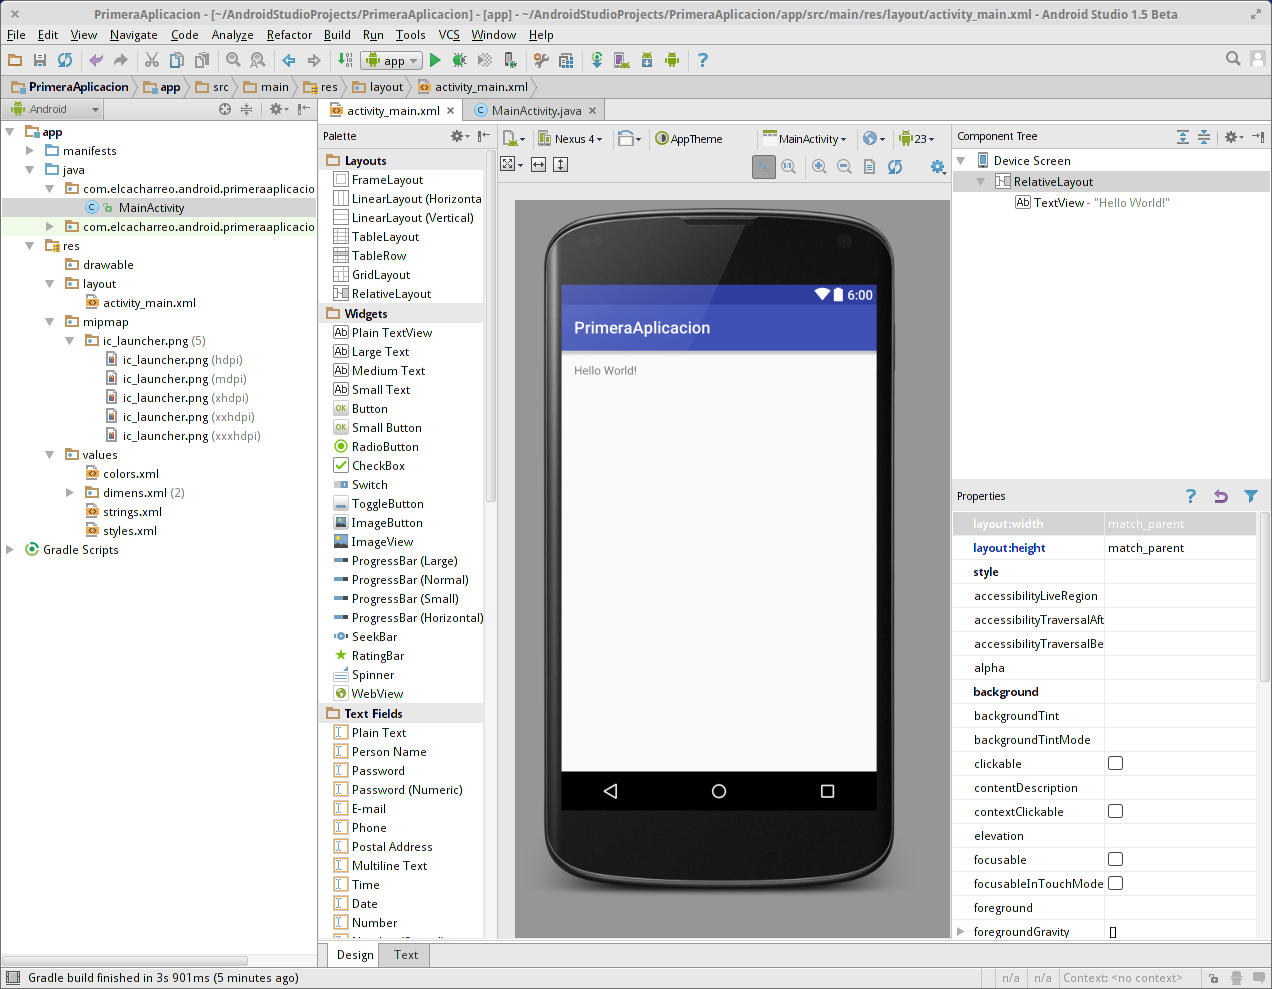 PrimeraAplicacion - [~/AndroidStudioProjects/PrimeraAplicacion] - [app] - ~/AndroidStudioProjects/PrimeraAplicacion/app/src/main/res/layout/activity_main.xml - Android Studio 1.5 Beta
File Edit View Navigate Code Analyze Refactor Build Run Tools VCS Window Help
app
PrimeraAplicacion app src main res layout activity_main.xml
Android
activity_main.xml
MainActivity.java
app
manifests
java
com.elcacharreo.android.primeraaplicacio
MainActivity
com.elcacharreo.android.primeraaplicacio
res
drawable
layout
activity_main.xml
mipmap
ic_launcher.png (5)
ic_launcher.png (hdpi)
ic_launcher.png (mdpi)
ic_launcher.png (xhdpi)
ic_launcher.png (xxhdpi)
ic_launcher.png (xxxhdpi)
values
colors.xml
dimens.xml (2)
strings.xml
styles.xml
Gradle Scripts
Palette
Layouts
FrameLayout
LinearLayout (Horizonta
LinearLayout (Vertical)
TableLayout
TableRow
GridLayout
RelativeLayout
Widgets
Ab Plain TextView
Ab Large Text
Ab Medium Text
Ab Small Text
OK Button
OK Small Button
RadioButton
CheckBox
Switch
ToggleButton
ImageButton
ImageView
ProgressBar (Large)
ProgressBar (Normal)
ProgressBar (Small)
ProgressBar (Horizontal)
SeekBar
RatingBar
Spinner
WebView
Text Fields
Plain Text
Person Name
Password
Password (Numeric)
E-mail
Phone
Postal Address
Multiline Text
Time
Date
Number
Nexus 4 AppTheme MainActivity 23
6:00
PrimeraAplicacion
Hello World!
Design Text
Component Tree
Device Screen
RelativeLayout
Ab TextView - "Hello World!"
Properties ?
layout:width match_parent
layout:height match_parent
style
accessibilityLiveRegion
accessibilityTraversalAft
accessibilityTraversalBe
alpha
background
backgroundTint
backgroundTintMode
clickable
contentDescription
contextClickable
elevation
focusable
focusableInTouchMode
foreground
foregroundGravity []
Gradle build finished in 3s 901ms (5 minutes ago)
n/a n/a Context: <no context>